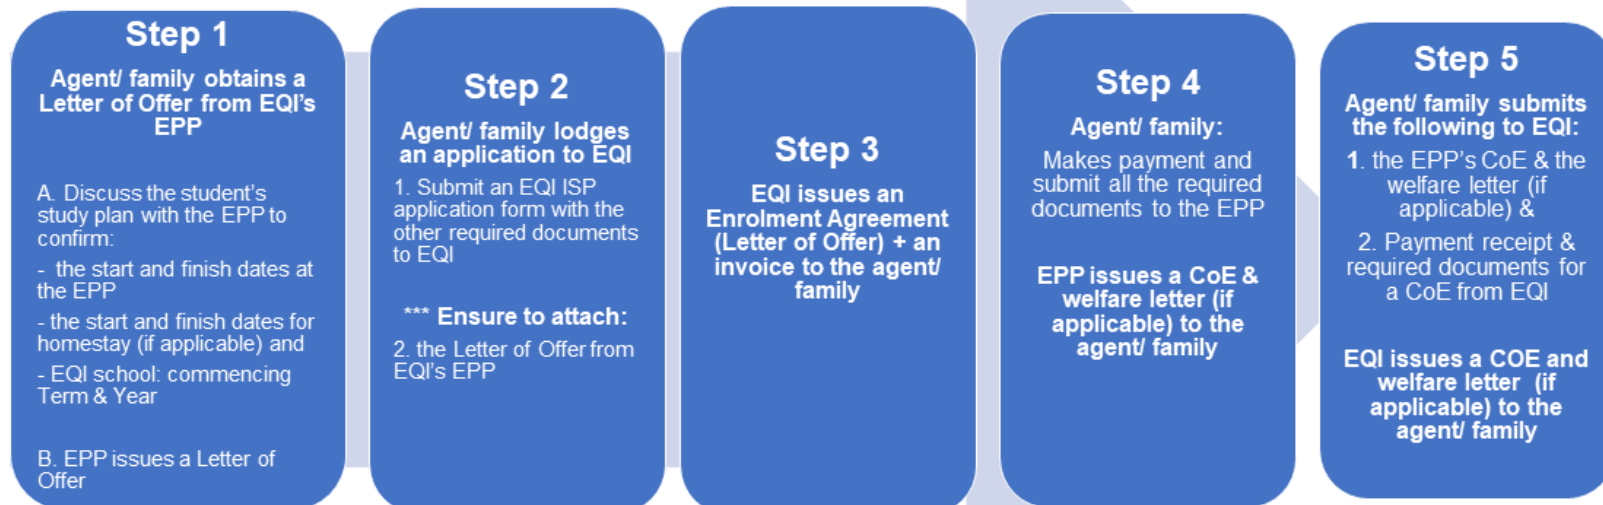 Step 1
Agent/ family obtains a
Letter of Offer from EQI's
EPP
A. Discuss the student's
study plan with the EPP to
confirm:
- the start and finish dates at
the EPP
- the start and finish dates for
homestay (if applicable) and
- EQI school: commencing
Term & Year
B. EPP issues a Letter of
Offer
Step 2
Agent/ family lodges
an application to EQI
1. Submit an EQI ISP
application form with the
other required documents
to EQI
*** Ensure to attach:
2. the Letter of Offer from
EQI's EPP
Step 3
EQI issues an
Enrolment Agreement
(Letter of Offer) + an
invoice to the agent/
family
Step 4
Agent/ family:
Makes payment and
submit all the required
documents to the EPP
EPP issues a CoE &
welfare letter (if
applicable) to the
agent/ family
Step 5
Agent/ family submits
the following to EQI:
1. the EPP's CoE & the
welfare letter (if
applicable) &
2. Payment receipt &
required documents for
a CoE from EQI
EQI issues a COE and
welfare letter (if
applicable) to the
agent/ family